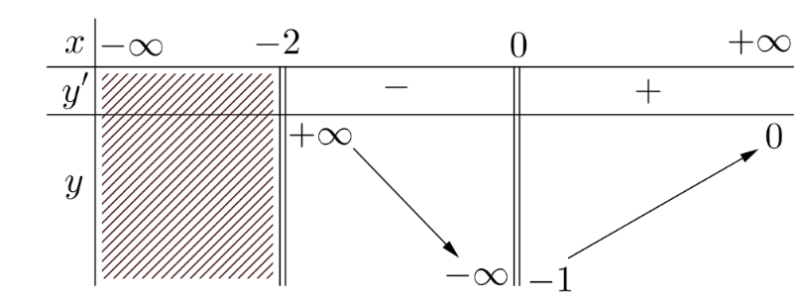 x −∞ −2 0 +∞
y′ − +
+∞ 0
y
−∞ −1